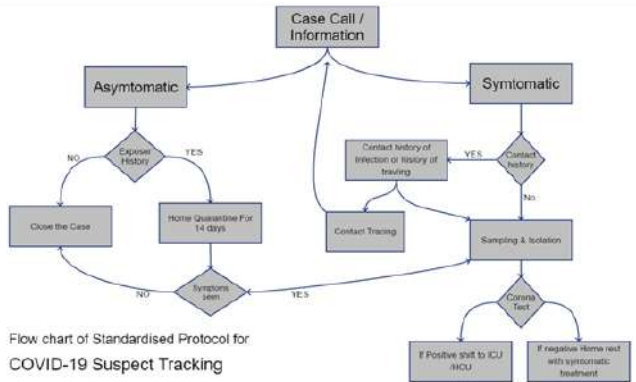 Case Call /
Information
Asymtomatic
Symtomatic
Exposer
History
NO
YES
Contact history of
infection or history of
travling
YES
Contact
history
No
Close the Case
Home Quarantine For
14 days
Contact Tracing
Sampling & Isolation
Symptoms
seen
NO
YES
Corona
Test
Flow chart of Standardised Protocol for
COVID-19 Suspect Tracking
If Positive shift to ICU
/HCU
If negative Home rest
with symtomatic
treatment